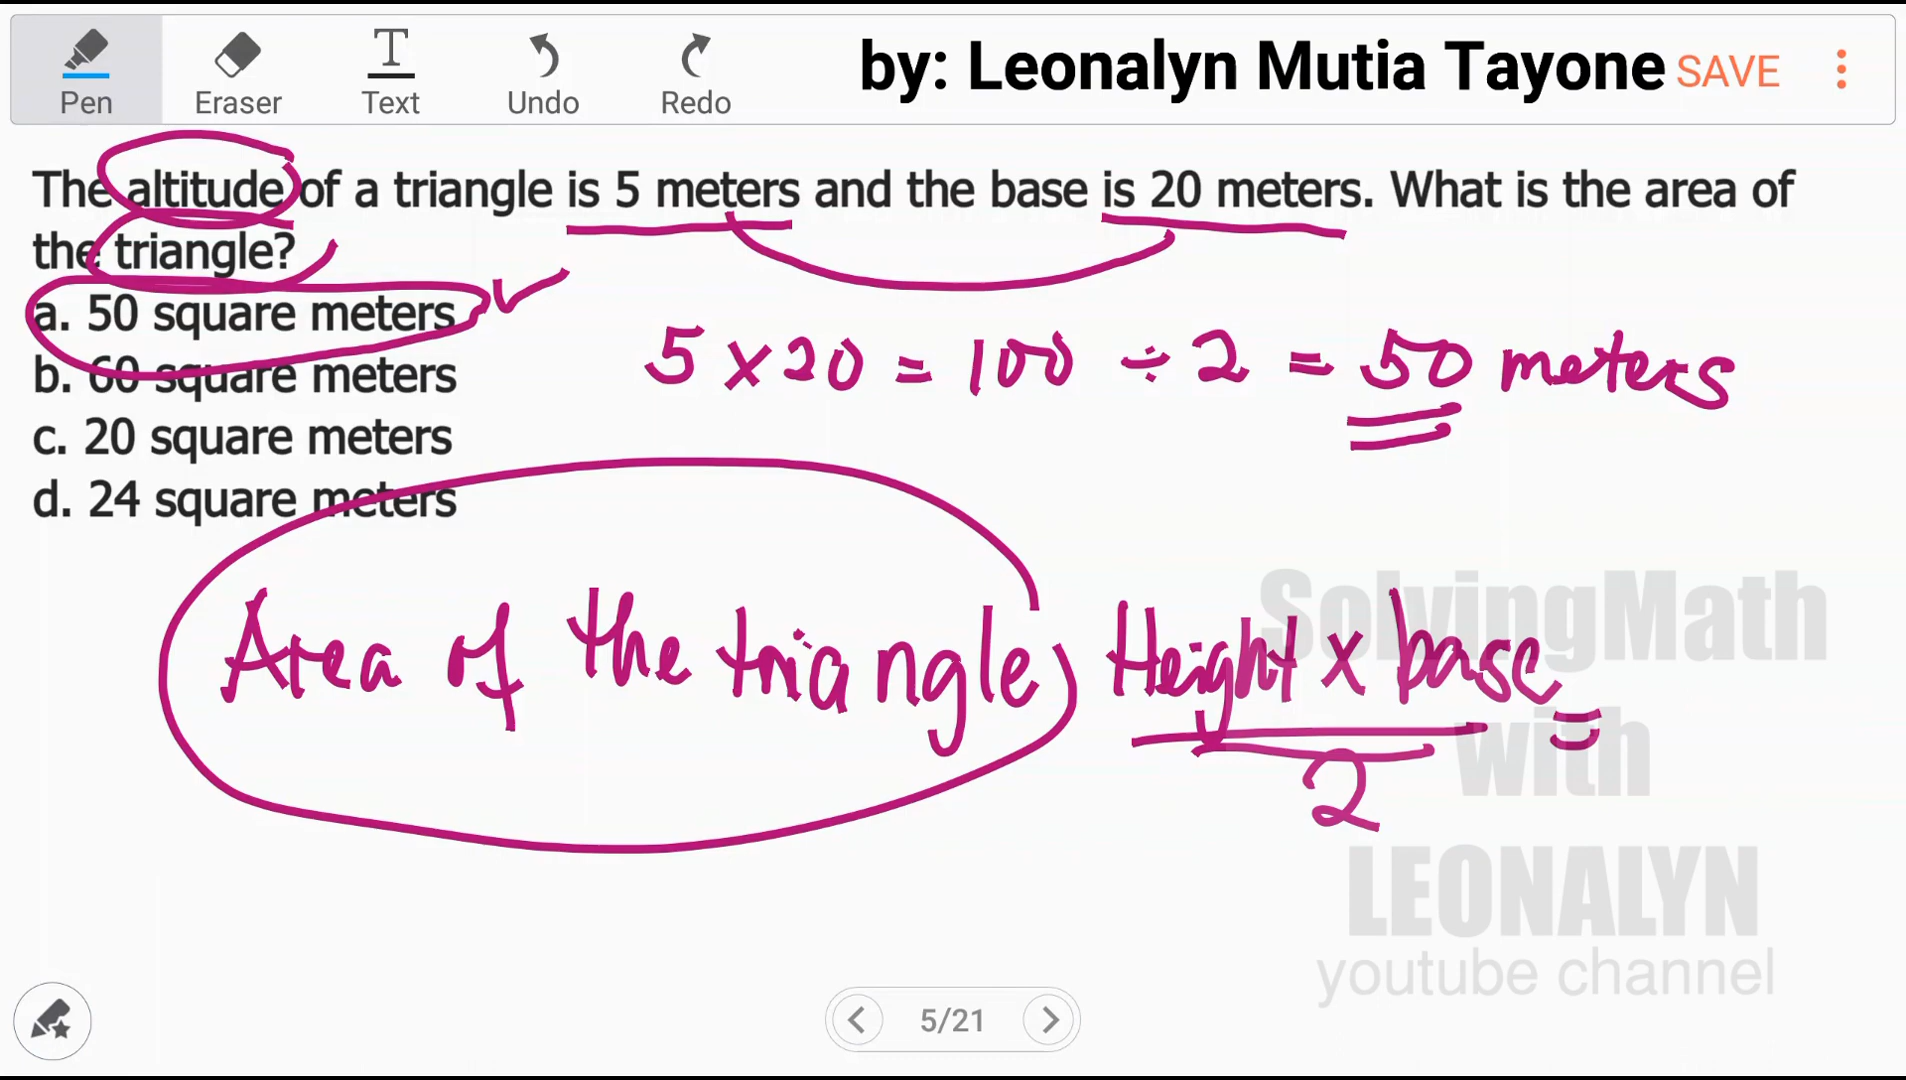 Pen Eraser Text Undo Redo by: Leonalyn Mutia Tayone SAVE
The altitude of a triangle is 5 meters and the base is 20 meters. What is the area of
the triangle?
a. 50 square meters
b. 60 square meters
c. 20 square meters
d. 24 square meters
5 x 20 = 100 ÷ 2 = 50 meters
Area of the triangle Height x base =
2
SolvingMath
with
LEONALYN
youtube channel
5/21